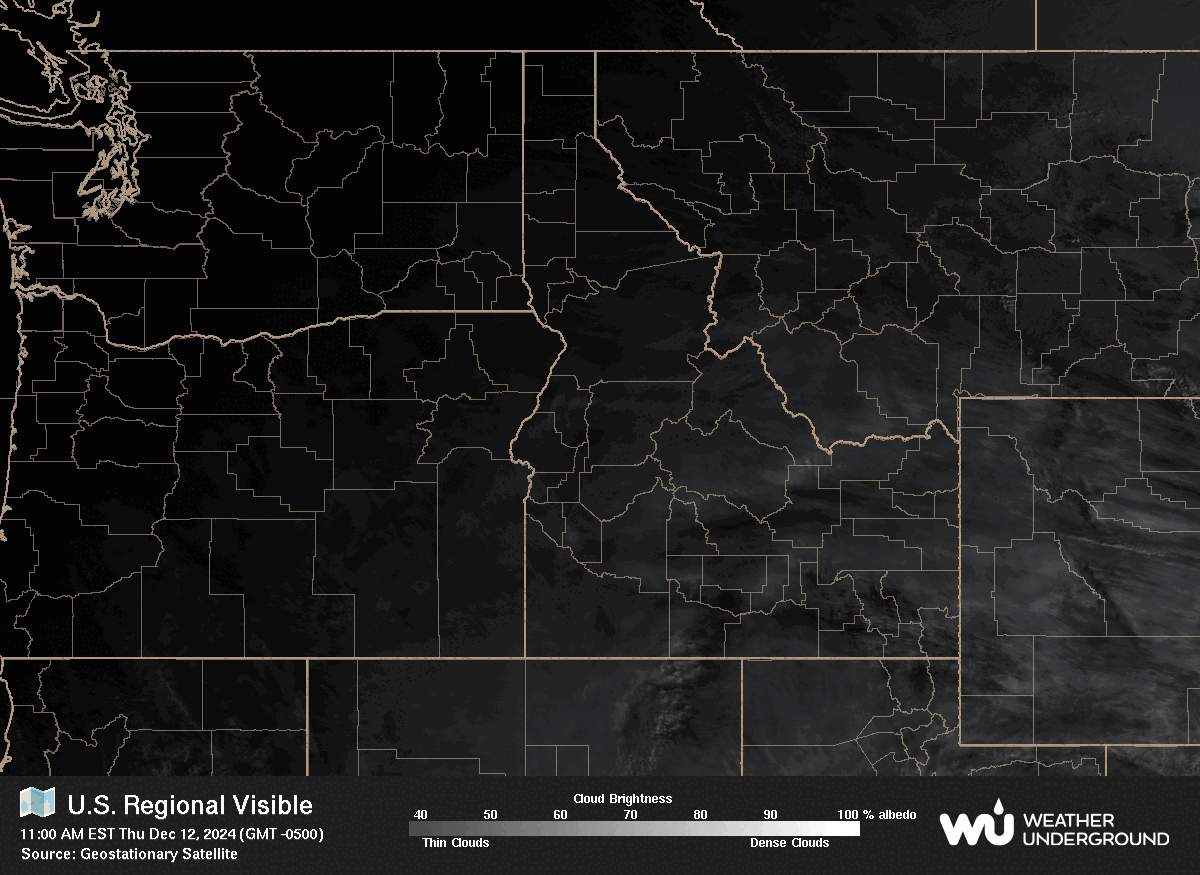 U.S. Regional Visible
11:00 AM EST Thu Dec 12, 2024 (GMT -0500)
Source: Geostationary Satellite
Cloud Brightness
40 50 60 70 80 90 100 % albedo
Thin Clouds Dense Clouds
WU WEATHER
UNDERGROUND